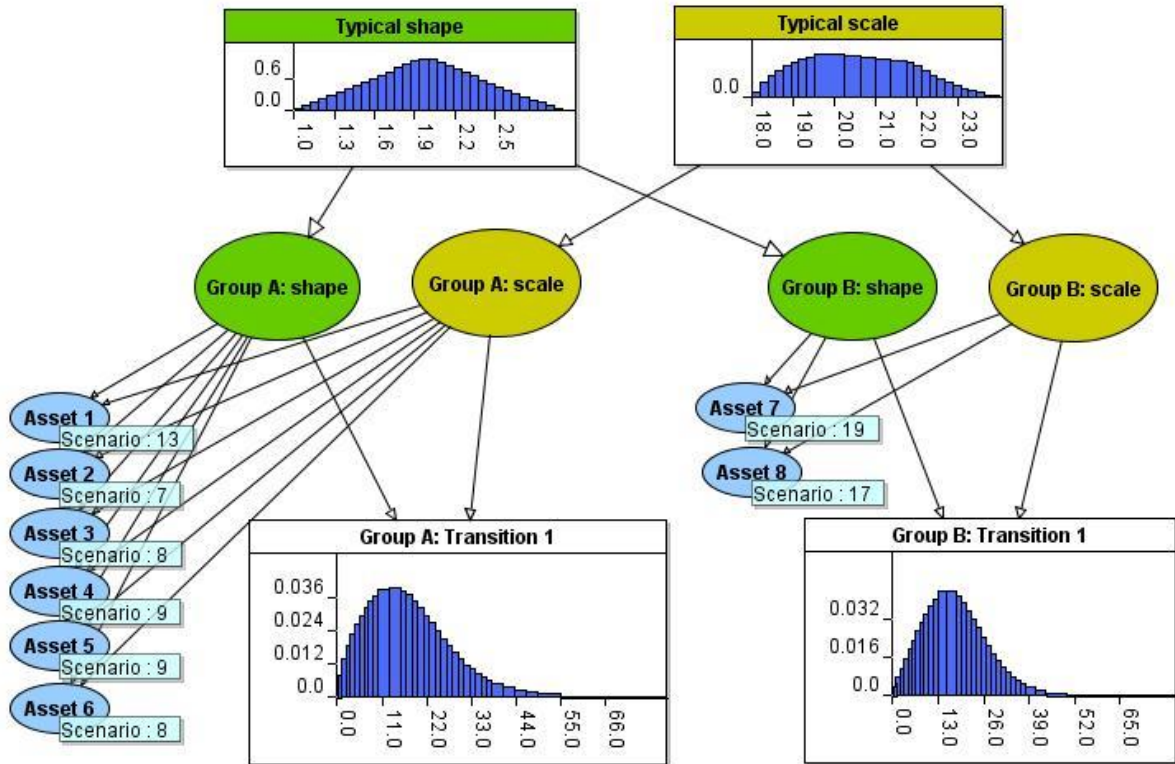 Typical shape
0.6
0.0
1.0
1.3
1.6
1.9
2.2
2.5
Typical scale
0.0
18.0
19.0
20.0
21.0
22.0
23.0
Group A: shape
Group A: scale
Group B: shape
Group B: scale
Asset 1
Scenario : 13
Asset 2
Scenario : 7
Asset 3
Scenario : 8
Asset 4
Scenario : 9
Asset 5
Scenario : 9
Asset 6
Scenario : 8
Asset 7
Scenario : 19
Asset 8
Scenario : 17
Group A: Transition 1
0.036
0.024
0.012
0.0
0.0
11.0
22.0
33.0
44.0
55.0
66.0
Group B: Transition 1
0.032
0.016
0.0
0.0
13.0
26.0
39.0
52.0
65.0